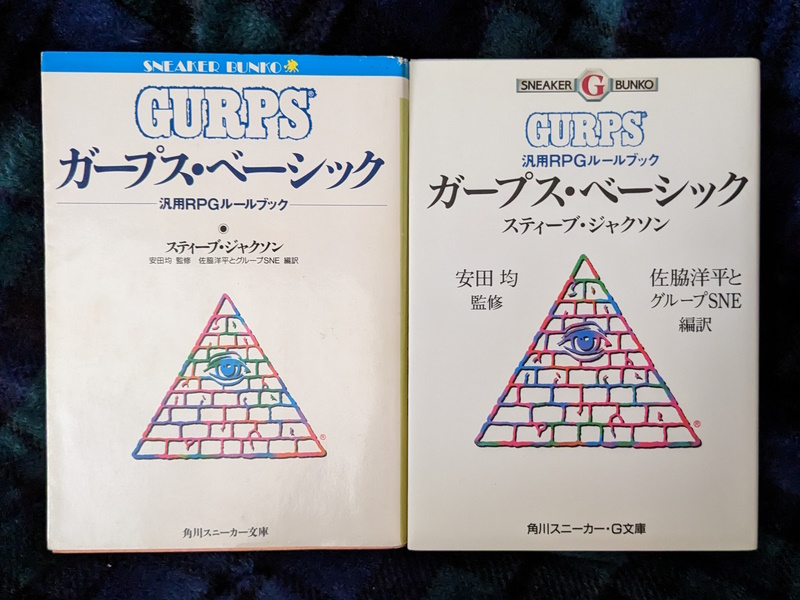 SNEAKER BUNKO
GURPS®
ガープス・ベーシック
汎用RPGルールブック
スティーブ・ジャクソン
安田均 監修 佐脇洋平とグループSNE 編訳
®
角川スニーカー文庫
SNEAKER G BUNKO
GURPS®
汎用RPGルールブック
ガープス・ベーシック
スティーブ・ジャクソン
安田 均
監修
佐脇洋平と
グループSNE
編訳
®
角川スニーカー・G文庫